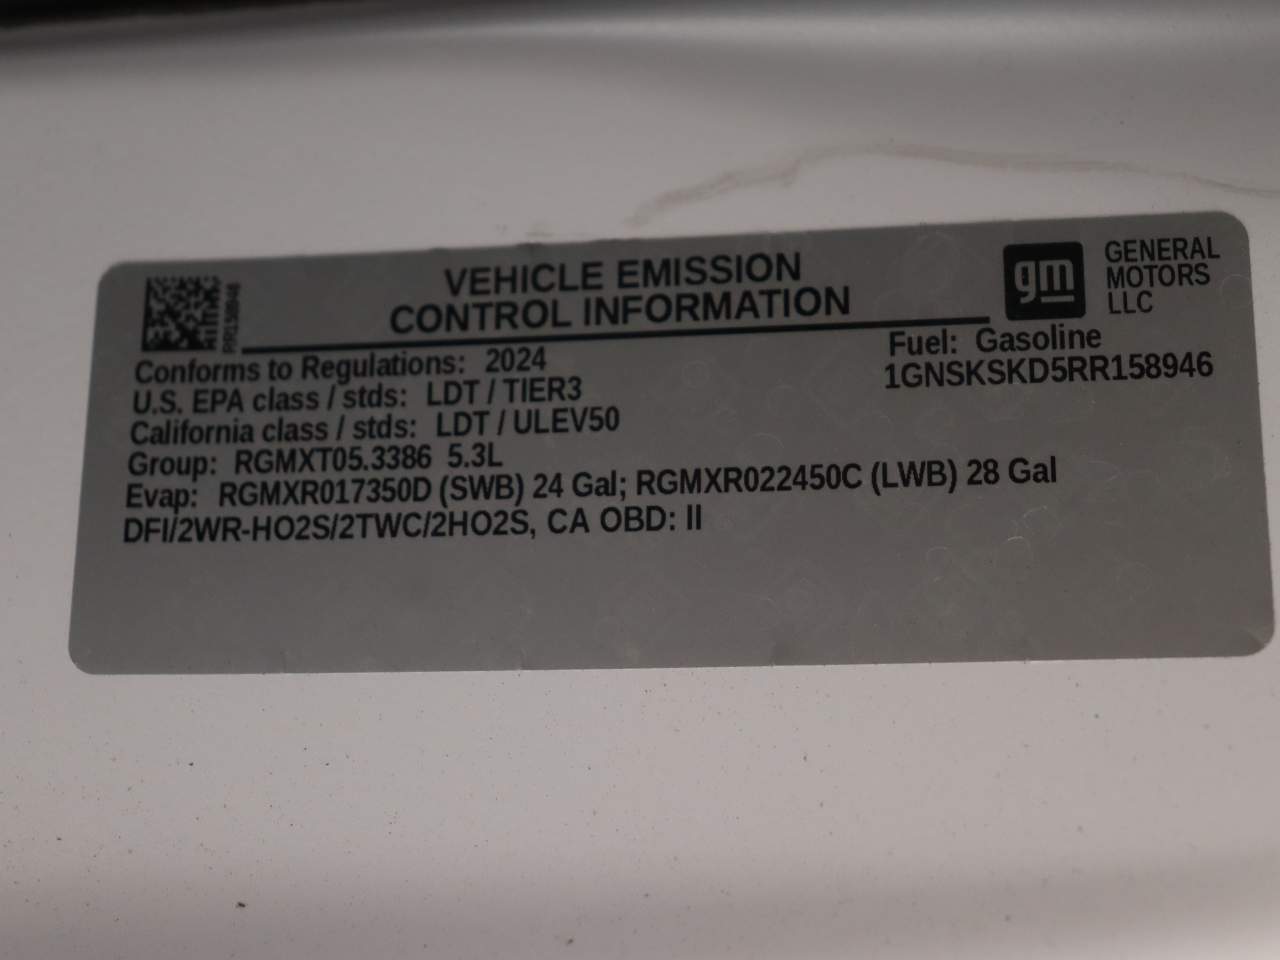 VEHICLE EMISSION
CONTROL INFORMATION
gm
GENERAL
MOTORS
LLC
RR158946
Conforms to Regulations: 2024
Fuel: Gasoline
U.S. EPA class / stds: LDT / TIER3
1GNSKSKD5RR158946
California class / stds: LDT / ULEV50
Group: RGMXT05.3386 5.3L
Evap: RGMXR017350D (SWB) 24 Gal; RGMXR022450C (LWB) 28 Gal
DFI/2WR-HO2S/2TWC/2HO2S, CA OBD: II